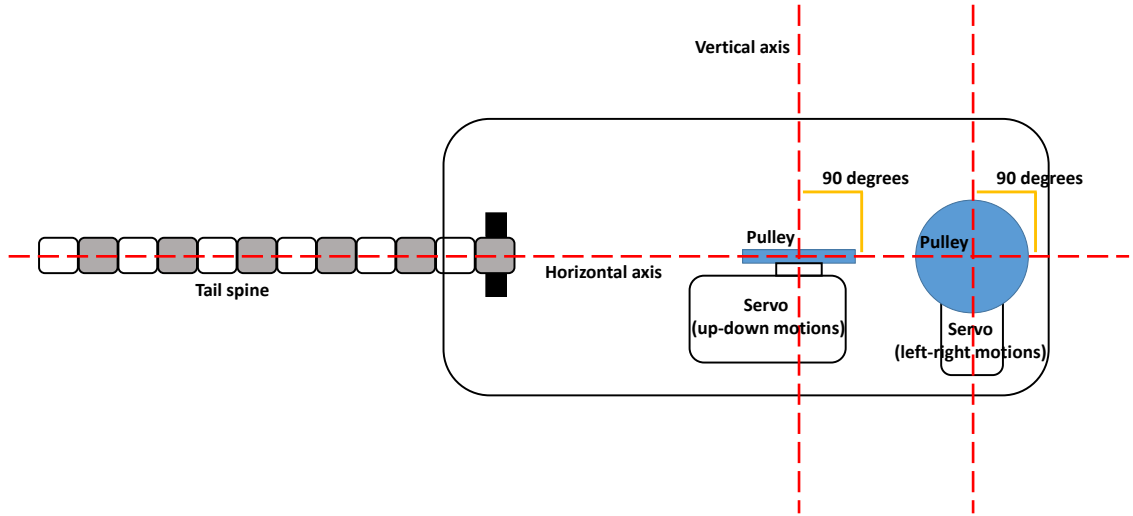 Vertical axis
90 degrees
90 degrees
Pulley
Pulley
Horizontal axis
Tail spine
Servo
(up-down motions)
Servo
(left-right motions)